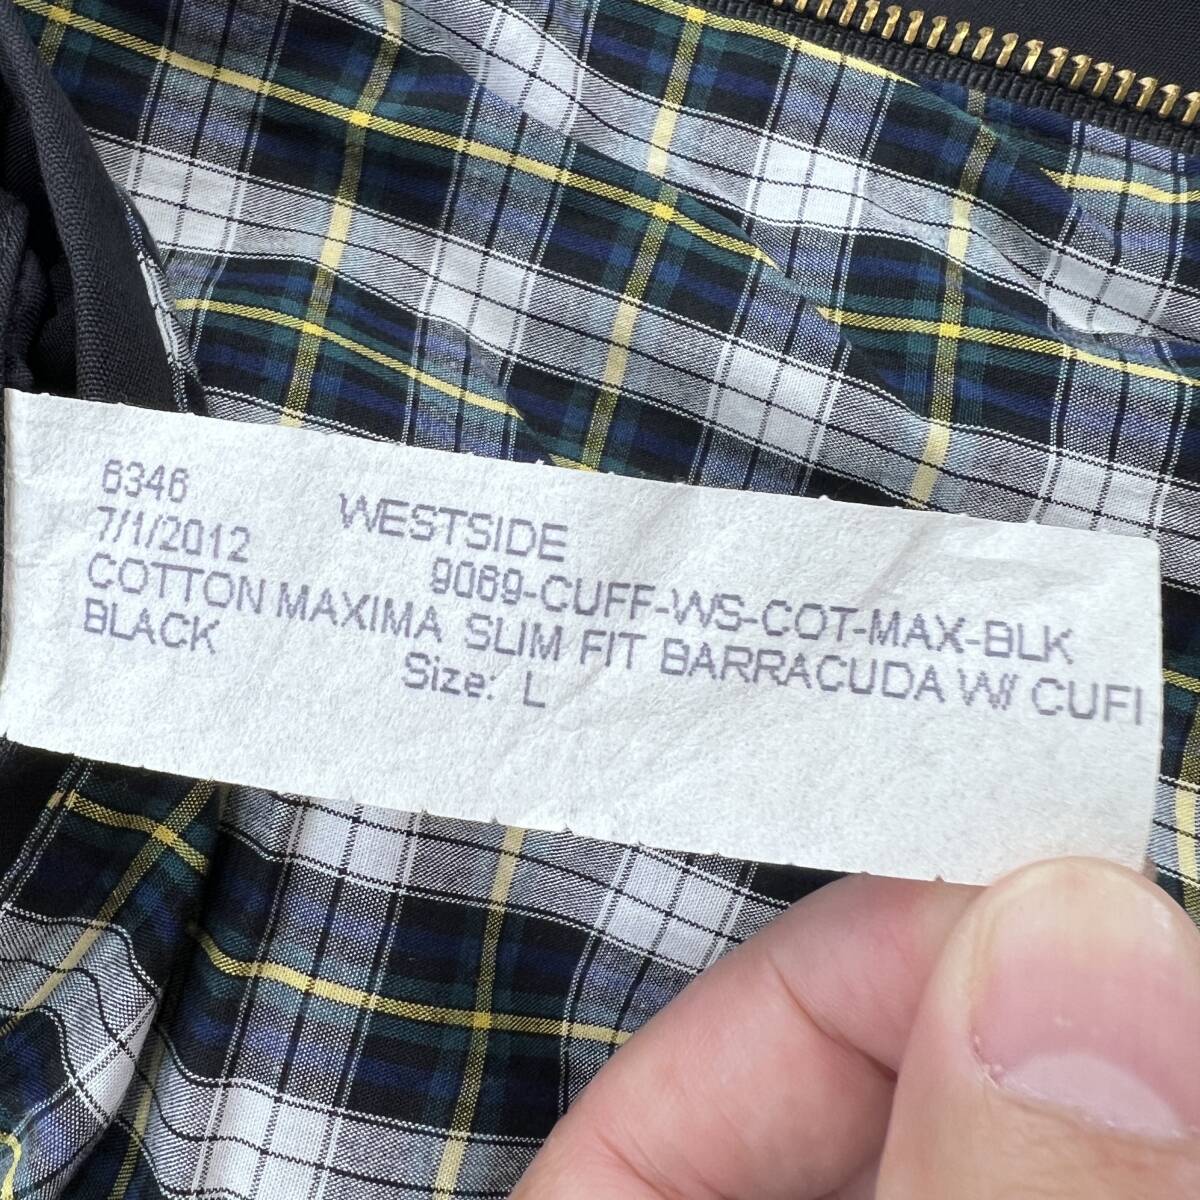 6346
7/1/2012 WESTSIDE
9069-CUFF-WS-COT-MAX-BLK
COTTON MAXIMA SLIM FIT BARRACUDA W/ CUFI
BLACK
Size: L